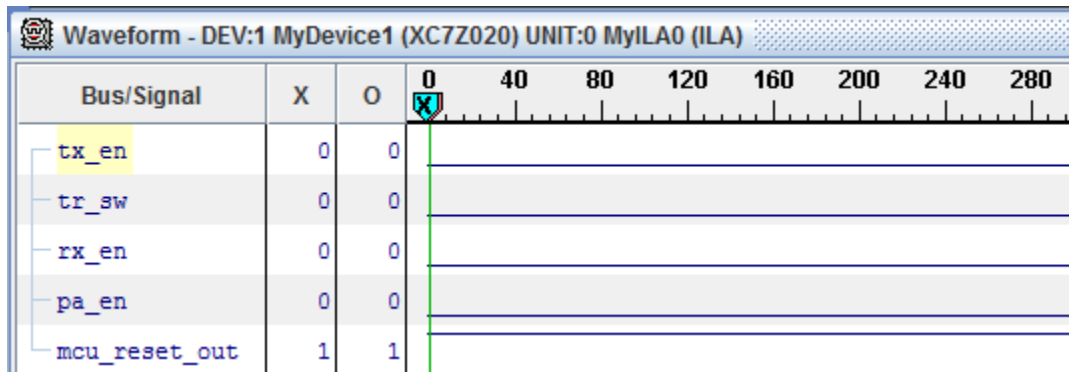 Waveform - DEV:1 MyDevice1 (XC7Z020) UNIT:0 MyILA0 (ILA)
Bus/Signal X O 0 40 80 120 160 200 240 280
X
tx_en 0 0
tr_sw 0 0
rx_en 0 0
pa_en 0 0
mcu_reset_out 1 1